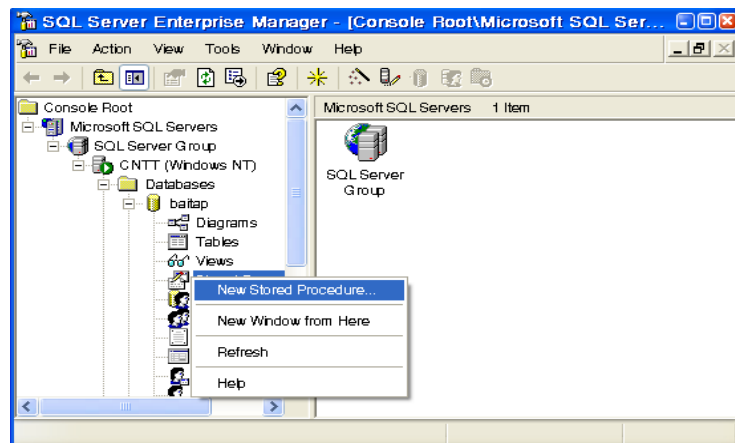 SQL Server Enterprise Manager - [Console Root\Microsoft SQL Ser...
File Action View Tools Window Help
Console Root
Microsoft SQL Servers
SQL Server Group
CNTT (Windows NT)
Databases
baitap
Diagrams
Tables
Views
New Stored Procedure...
New Window from Here
Refresh
Help
Microsoft SQL Servers 1 Item
SQL Server
Group